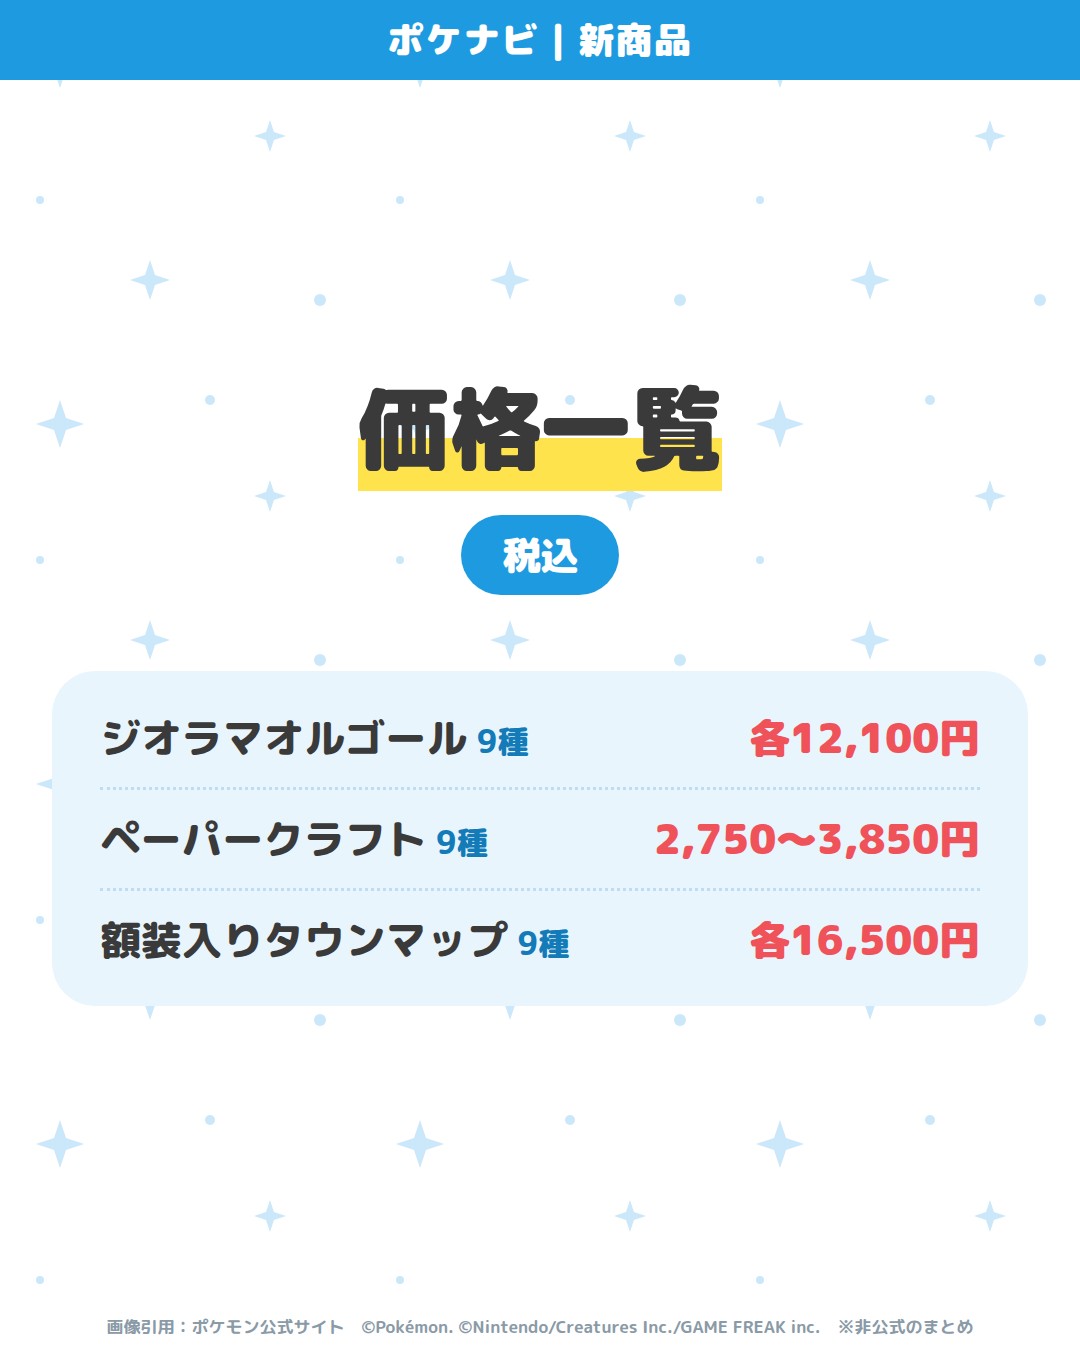 ポケナビ | 新商品
価格一覧
税込
ジオラマオルゴール 9種 各12,100円
ペーパークラフト 9種 2,750〜3,850円
額装入りタウンマップ 9種 各16,500円
画像引用：ポケモン公式サイト　©Pokémon. ©Nintendo/Creatures Inc./GAME FREAK inc.　※非公式のまとめ